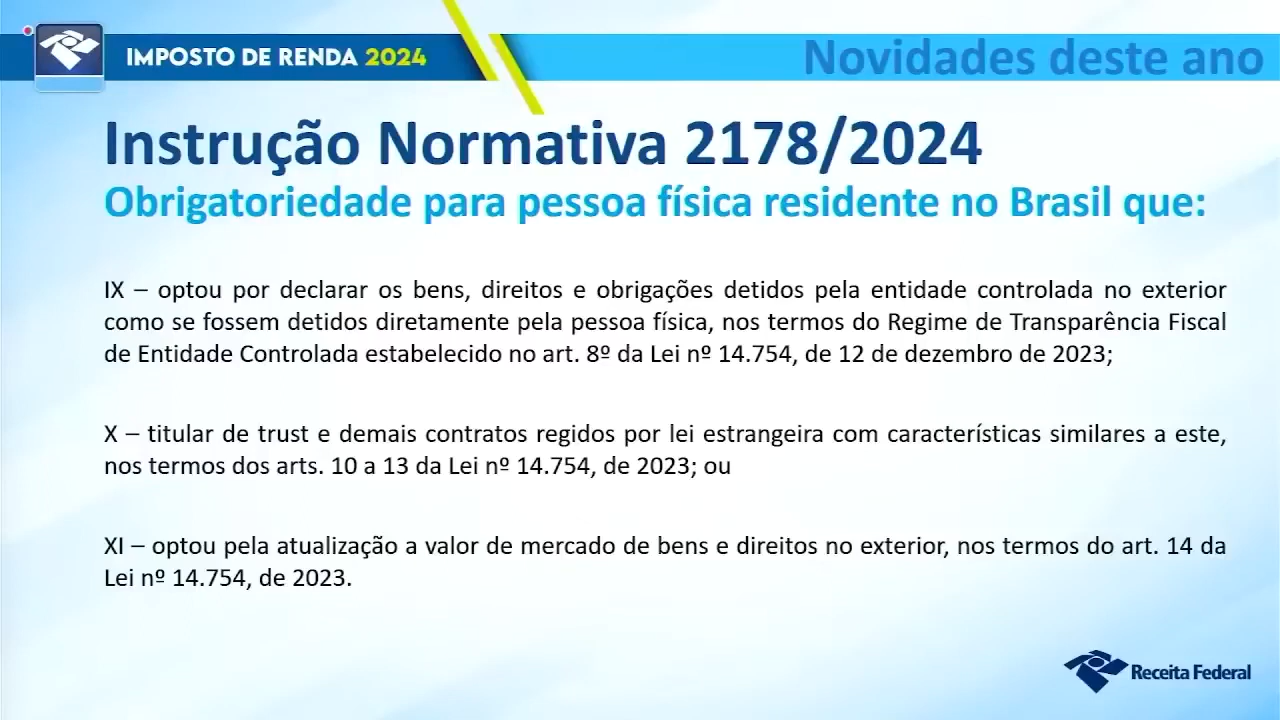 IMPOSTO DE RENDA 2024
Novidades deste ano
Instrução Normativa 2178/2024
Obrigatoriedade para pessoa física residente no Brasil que:
IX – optou por declarar os bens, direitos e obrigações detidos pela entidade controlada no exterior
como se fossem detidos diretamente pela pessoa física, nos termos do Regime de Transparência Fiscal
de Entidade Controlada estabelecido no art. 8º da Lei nº 14.754, de 12 de dezembro de 2023;
X – titular de trust e demais contratos regidos por lei estrangeira com características similares a este,
nos termos dos arts. 10 a 13 da Lei nº 14.754, de 2023; ou
XI – optou pela atualização a valor de mercado de bens e direitos no exterior, nos termos do art. 14 da
Lei nº 14.754, de 2023.
Receita Federal